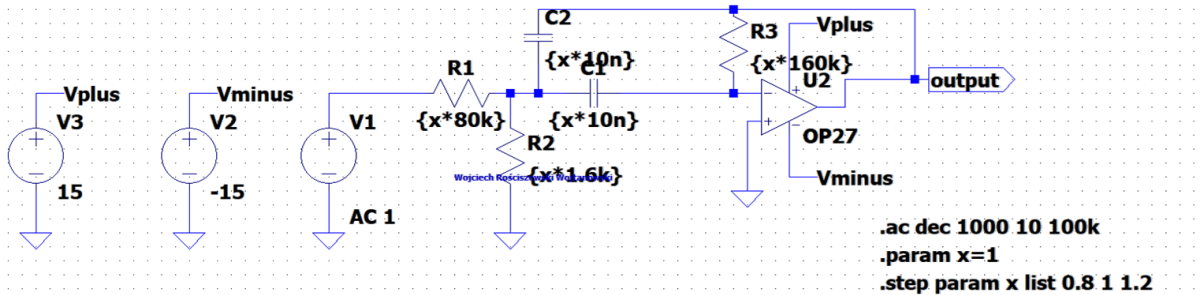 C2
{x*10n}
R3
{x*160k}
Vplus
U2
output
R1
{x*80k}
C1
{x*10n}
OP27
Vminus
Vplus
V3
15
Vminus
V2
-15
V1
AC 1
R2
{x*1.6k}
Wojciech Rościszewski
.ac dec 1000 10 100k
.param x=1
.step param x list 0.8 1 1.2